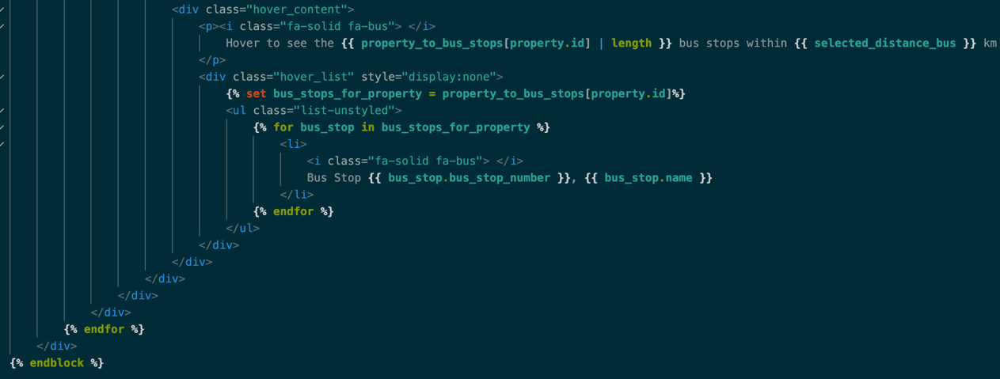 <div class="hover_content">
<p><i class="fa-solid fa-bus"> </i>
Hover to see the {{ property_to_bus_stops[property.id] | length }} bus stops within {{ selected_distance_bus }} km
</p>
<div class="hover_list" style="display:none">
{% set bus_stops_for_property = property_to_bus_stops[property.id]%}
<ul class="list-unstyled">
{% for bus_stop in bus_stops_for_property %}
<li>
<i class="fa-solid fa-bus"> </i>
Bus Stop {{ bus_stop.bus_stop_number }}, {{ bus_stop.name }}
</li>
{% endfor %}
</ul>
</div>
</div>
</div>
</div>
</div>
{% endfor %}
</div>
{% endblock %}